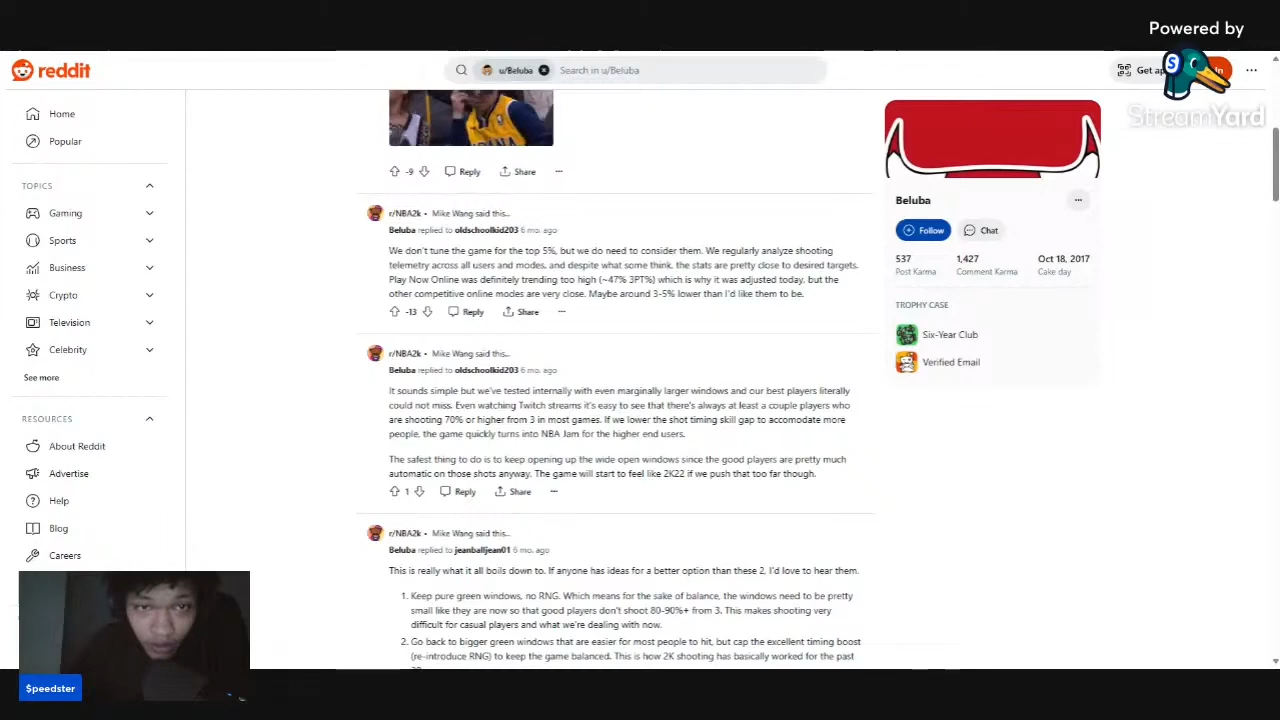 Powered by
StreamYard
reddit
u/Beluba
Search in u/Beluba
Get
In
Home
Popular
TOPICS
Gaming
Sports
Business
Crypto
Television
Celebrity
See more
RESOURCES
About Reddit
Advertise
Help
Blog
Careers
-9
Reply
Share
r/NBA2k • Mike Wang said this...
Beluba replied to oldschoolkid203 6 mo. ago
We don't tune the game for the top 5%, but we do need to consider them. We regularly analyze shooting
telemetry across all users and modes, and despite what some think, the stats are pretty close to desired targets.
Play Now Online was definitely trending too high (~47% 3PT%) which is why it was adjusted today, but the
other competitive online modes are very close. Maybe around 3-5% lower than I'd like them to be.
-13
Reply
Share
r/NBA2k • Mike Wang said this...
Beluba replied to oldschoolkid203 6 mo. ago
It sounds simple but we've tested internally with even marginally larger windows and our best players literally
could not miss. Even watching Twitch streams it's easy to see that there's always at least a couple players who
are shooting 70% or higher from 3 in most games. If we lower the shot timing skill gap to accomodate more
people, the game quickly turns into NBA Jam for the higher end users.
The safest thing to do is to keep opening up the wide open windows since the good players are pretty much
automatic on those shots anyway. The game will start to feel like 2K22 if we push that too far though.
1
Reply
Share
r/NBA2k • Mike Wang said this...
Beluba replied to jeanballjean01 6 mo. ago
This is really what it all boils down to. If anyone has ideas for a better option than these 2, I'd love to hear them.
1. Keep pure green windows, no RNG. Which means for the sake of balance, the windows need to be pretty
small like they are now so that good players don't shoot 80-90%+ from 3. This makes shooting very
difficult for casual players and what we're dealing with now.
2. Go back to bigger green windows that are easier for most people to hit, but cap the excellent timing boost
(re-introduce RNG) to keep the game balanced. This is how 2K shooting has basically worked for the past
Beluba
Follow
Chat
537
1,427
Oct 18, 2017
Post Karma
Comment Karma
Cake day
TROPHY CASE
Six-Year Club
Verified Email
$peedster